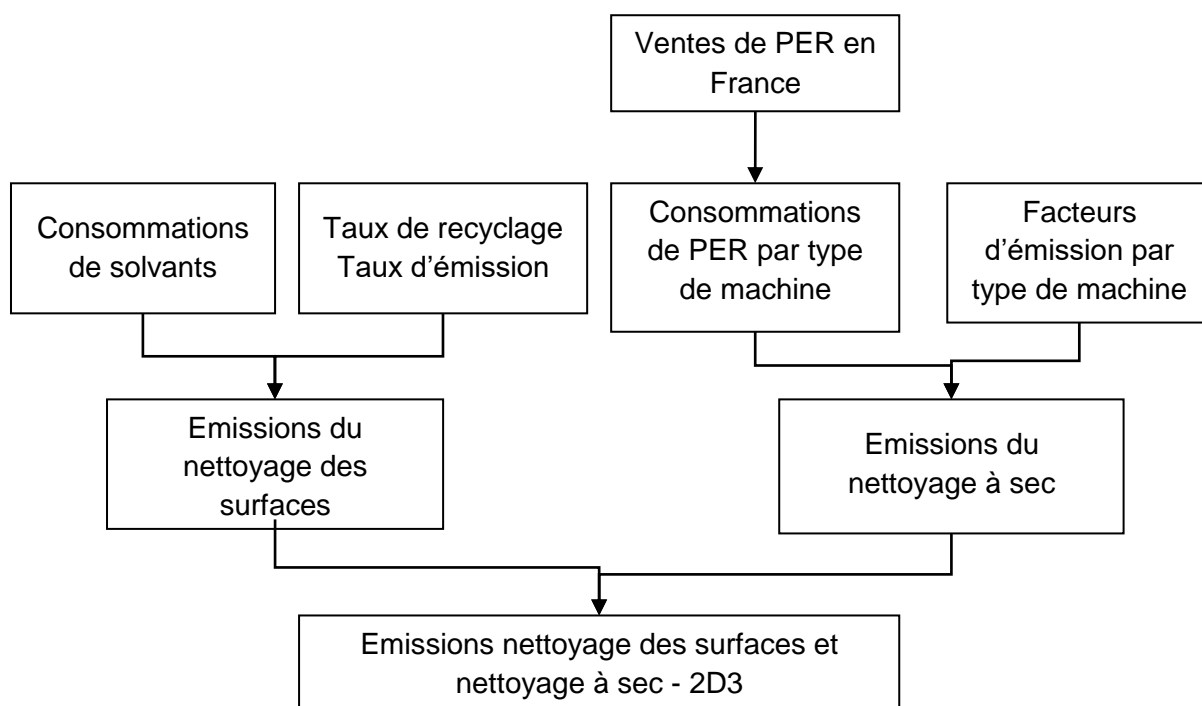 Ventes de PER en
France
Consommations
de solvants
Taux de recyclage
Taux d’émission
Consommations
de PER par type
de machine
Facteurs
d’émission par
type de machine
Emissions du
nettoyage des
surfaces
Emissions du
nettoyage à sec
Emissions nettoyage des surfaces et
nettoyage à sec - 2D3